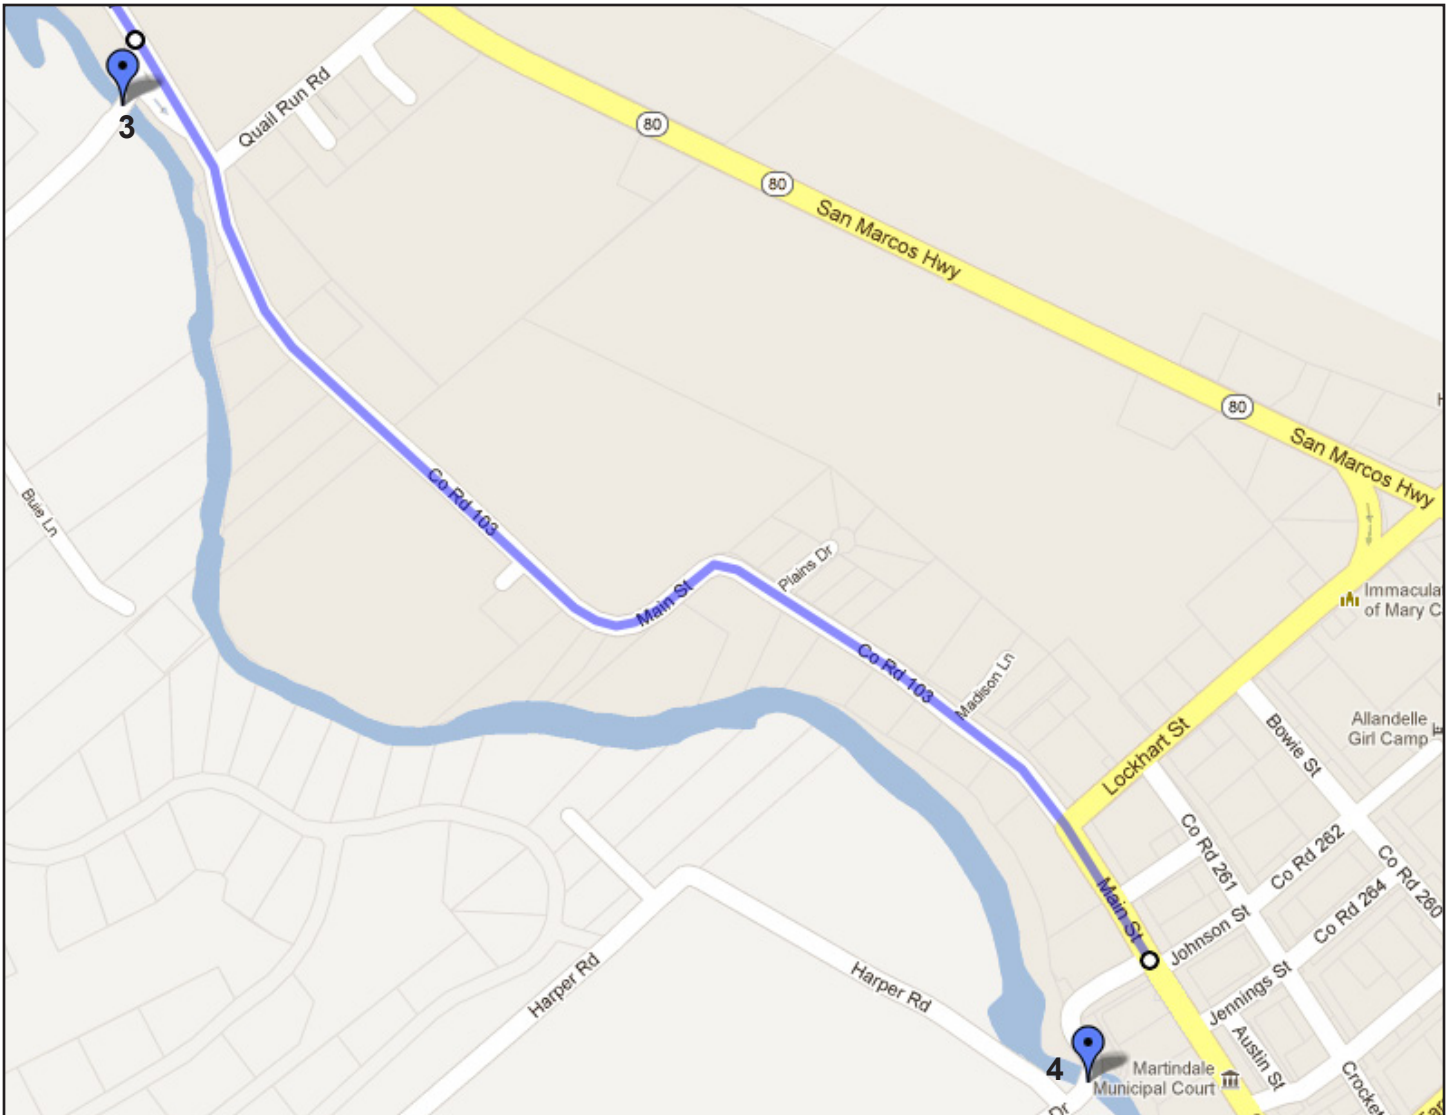 3
Quail Run Rd
80
80
San Marcos Hwy
80
San Marcos Hwy
Buie Ln
Co Rd 103
Main St
Plains Dr
Co Rd 103
Madison Ln
Immacula
of Mary C
Lockhart St
Bowie St
Allandelle
Girl Camp
Co Rd 261
Co Rd 262
Co Rd 260
Co Rd 264
Main St
Johnson St
Jennings St
Harper Rd
Harper Rd
Austin St
4
Martindale
Municipal Court
Crocke
Dr